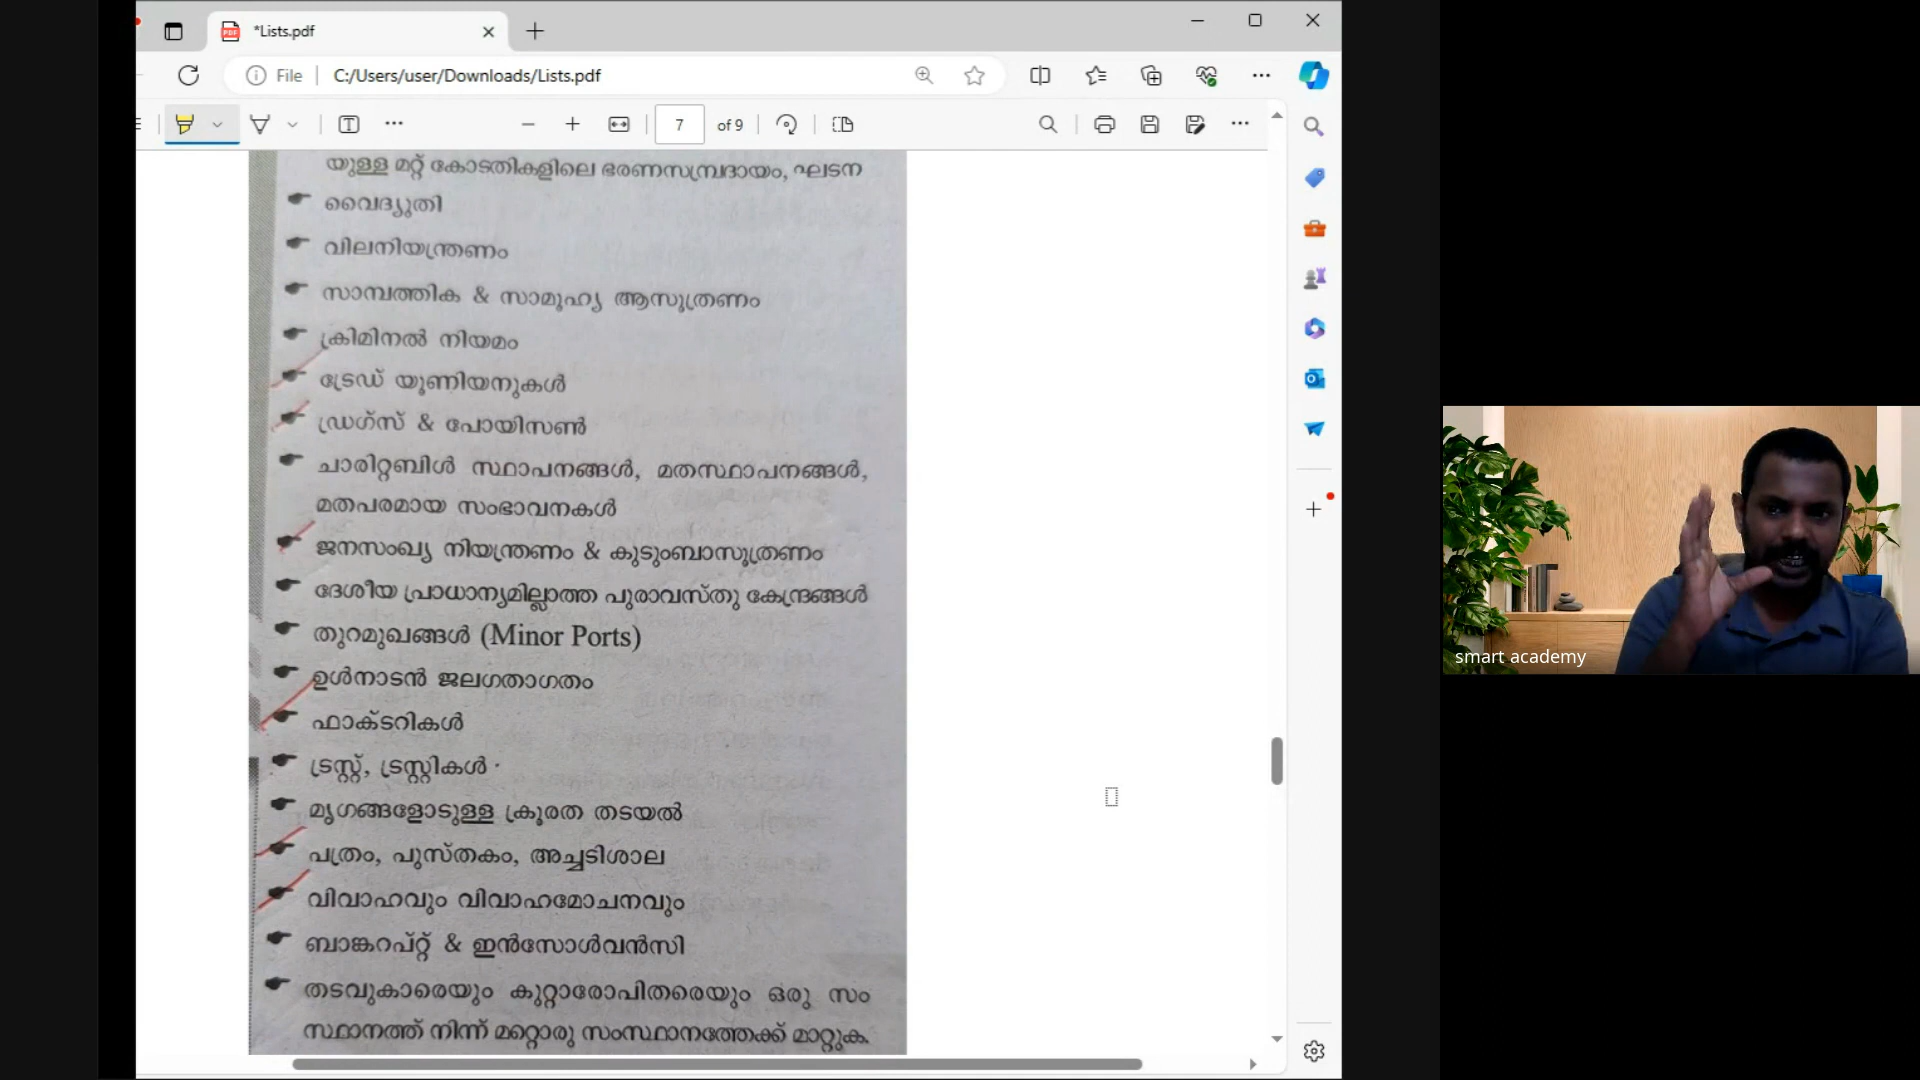 *Lists.pdf
File
C:/Users/user/Downloads/Lists.pdf
7 of 9
യുള്ള മറ്റ് കോടതികളിലെ ഭരണസമ്പ്രദായം, ഘടന
വൈദ്യുതി
വിലനിയന്ത്രണം
സാമ്പത്തിക & സാമൂഹ്യ ആസൂത്രണം
ക്രിമിനൽ നിയമം
ട്രേഡ് യൂണിയനുകൾ
ഡ്രഗ്സ് & പോയിസൺ
ചാരിറ്റബിൾ സ്ഥാപനങ്ങൾ, മതസ്ഥാപനങ്ങൾ,
മതപരമായ സംഭാവനകൾ
ജനസംഖ്യ നിയന്ത്രണം & കുടുംബാസൂത്രണം
ദേശീയ പ്രാധാന്യമില്ലാത്ത പുരാവസ്തു കേന്ദ്രങ്ങൾ
തുറമുഖങ്ങൾ (Minor Ports)
ഉൾനാടൻ ജലഗതാഗതം
ഫാക്ടറികൾ
ട്രസ്റ്റ്, ട്രസ്റ്റികൾ
മൃഗങ്ങളോടുള്ള ക്രൂരത തടയൽ
പത്രം, പുസ്തകം, അച്ചടിശാല
വിവാഹവും വിവാഹമോചനവും
ബാങ്കറപ്റ്റ് & ഇൻസോൾവൻസി
തടവുകാരെയും കുറ്റാരോപിതരെയും ഒരു സം
സ്ഥാനത്ത് നിന്ന് മറ്റൊരു സംസ്ഥാനത്തേക്ക് മാറ്റുക.
smart academy